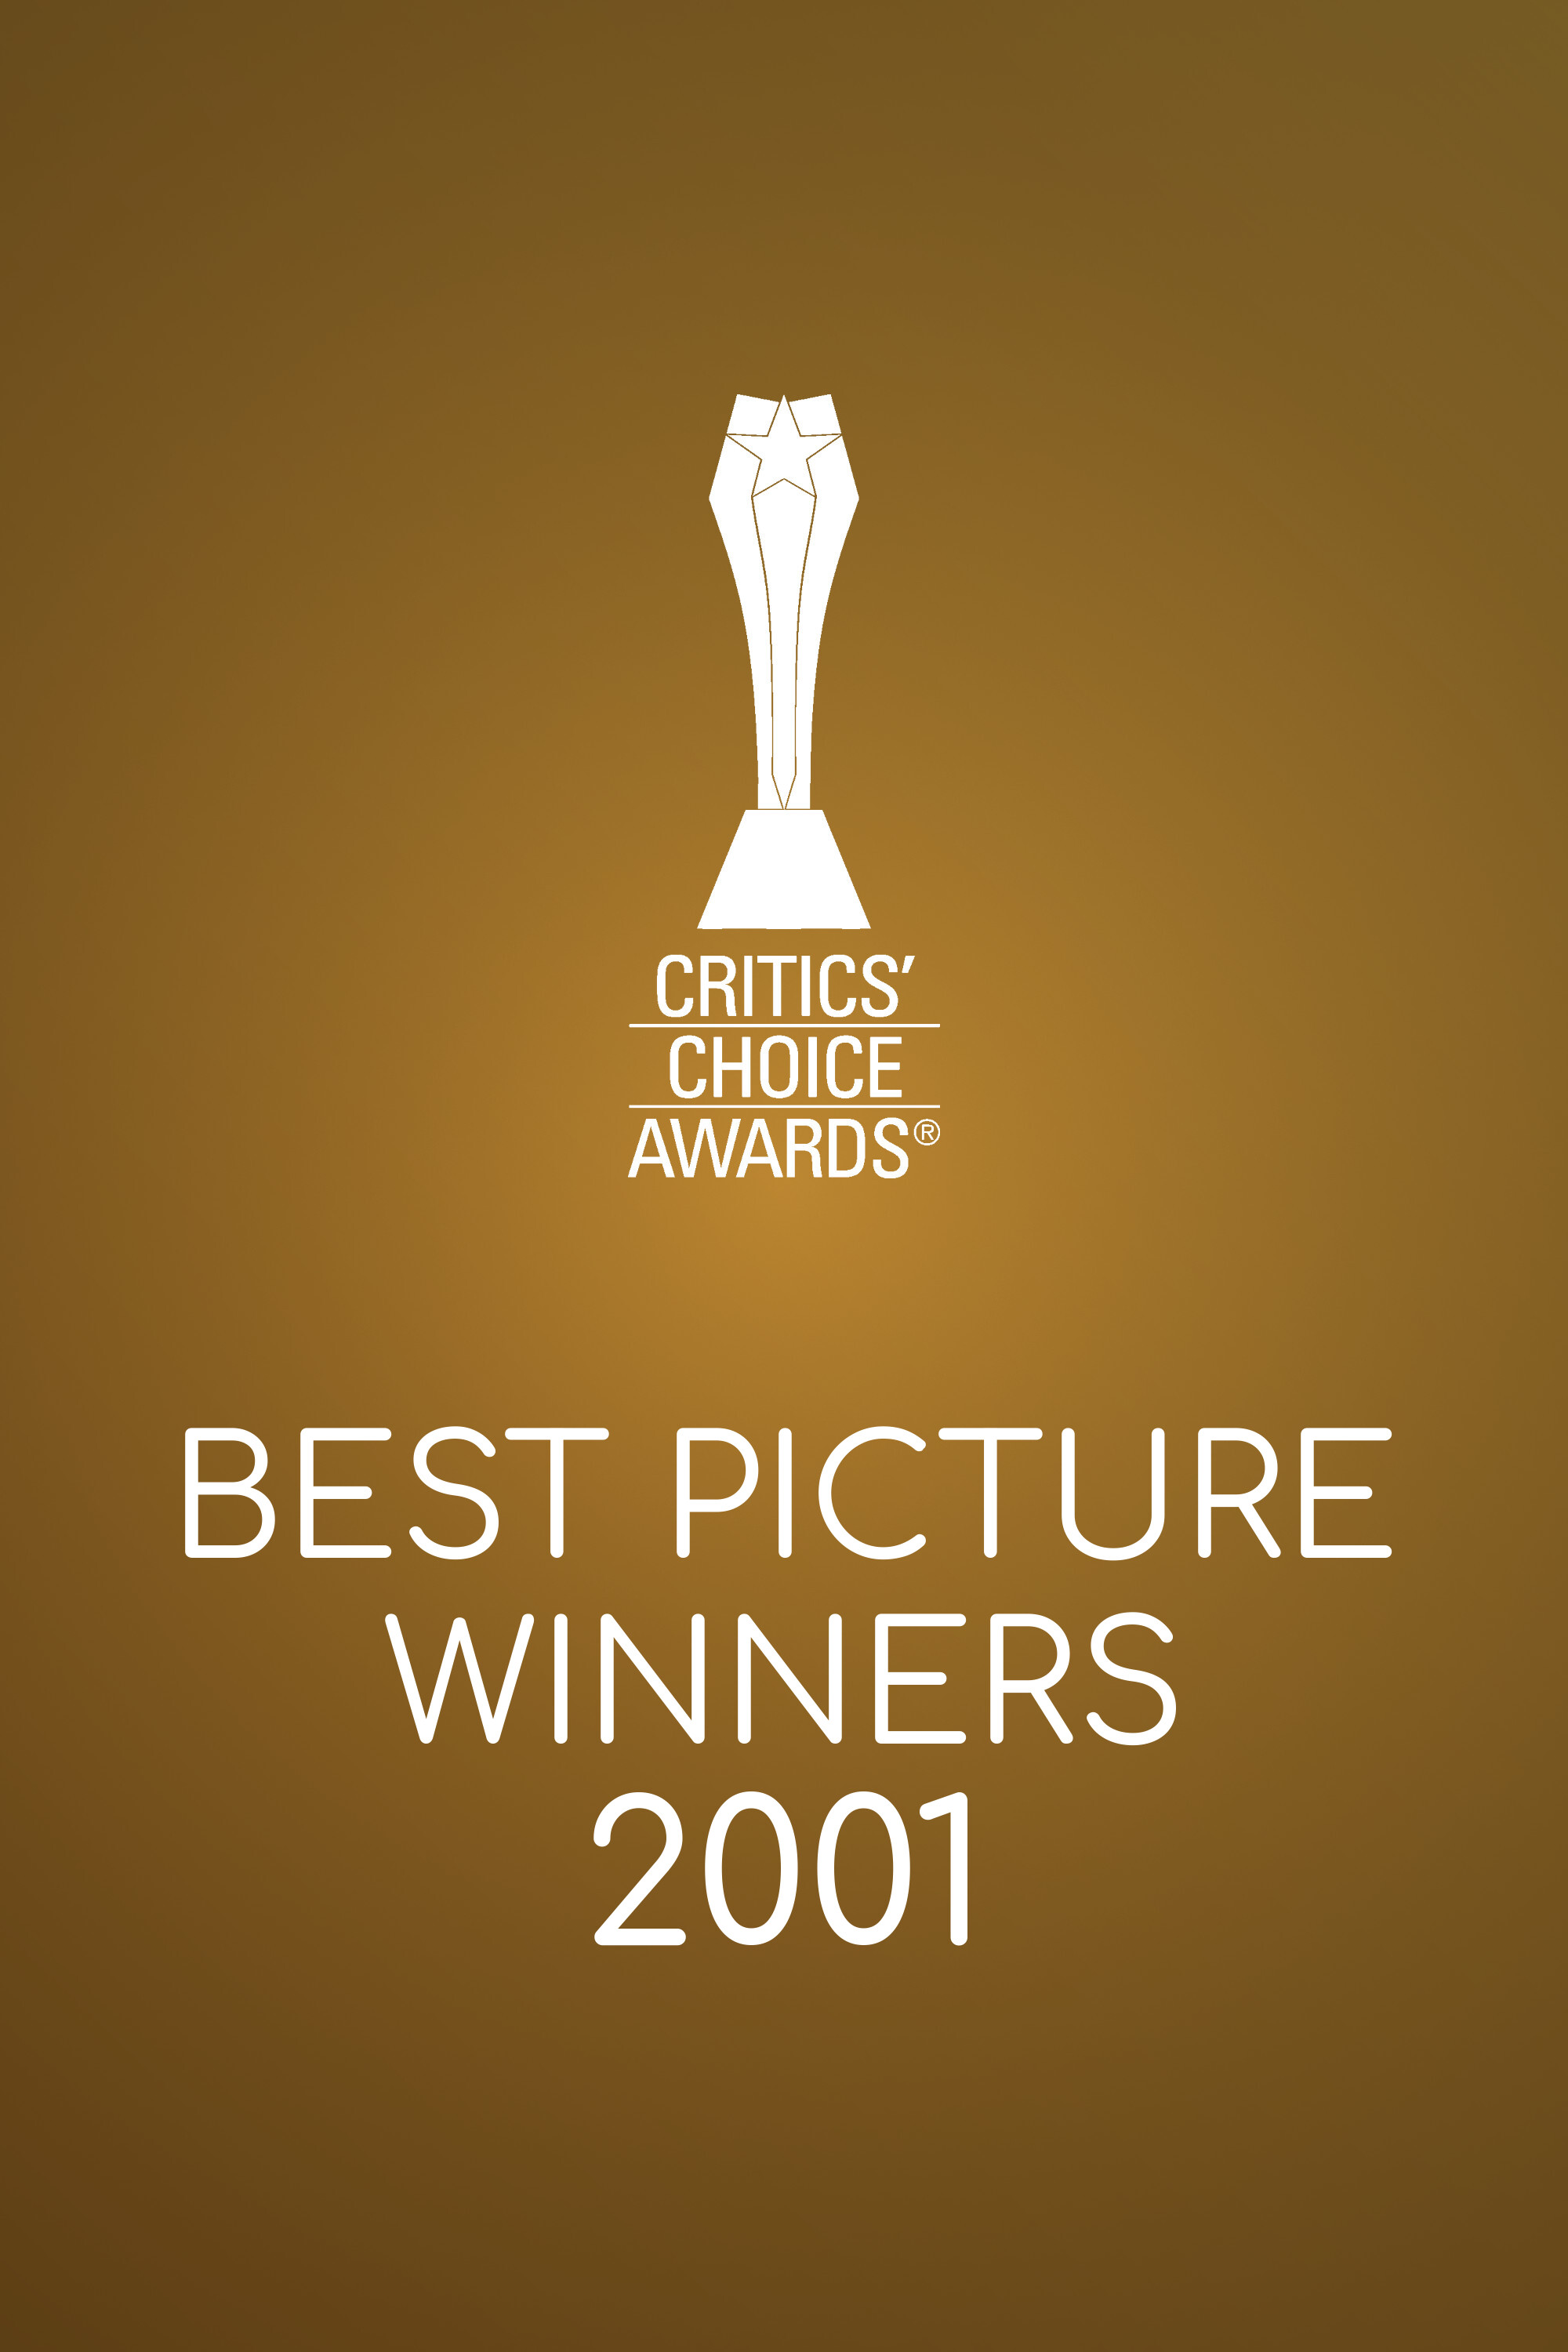 CRITICS'
CHOICE
AWARDS®
BEST PICTURE
WINNERS
2001